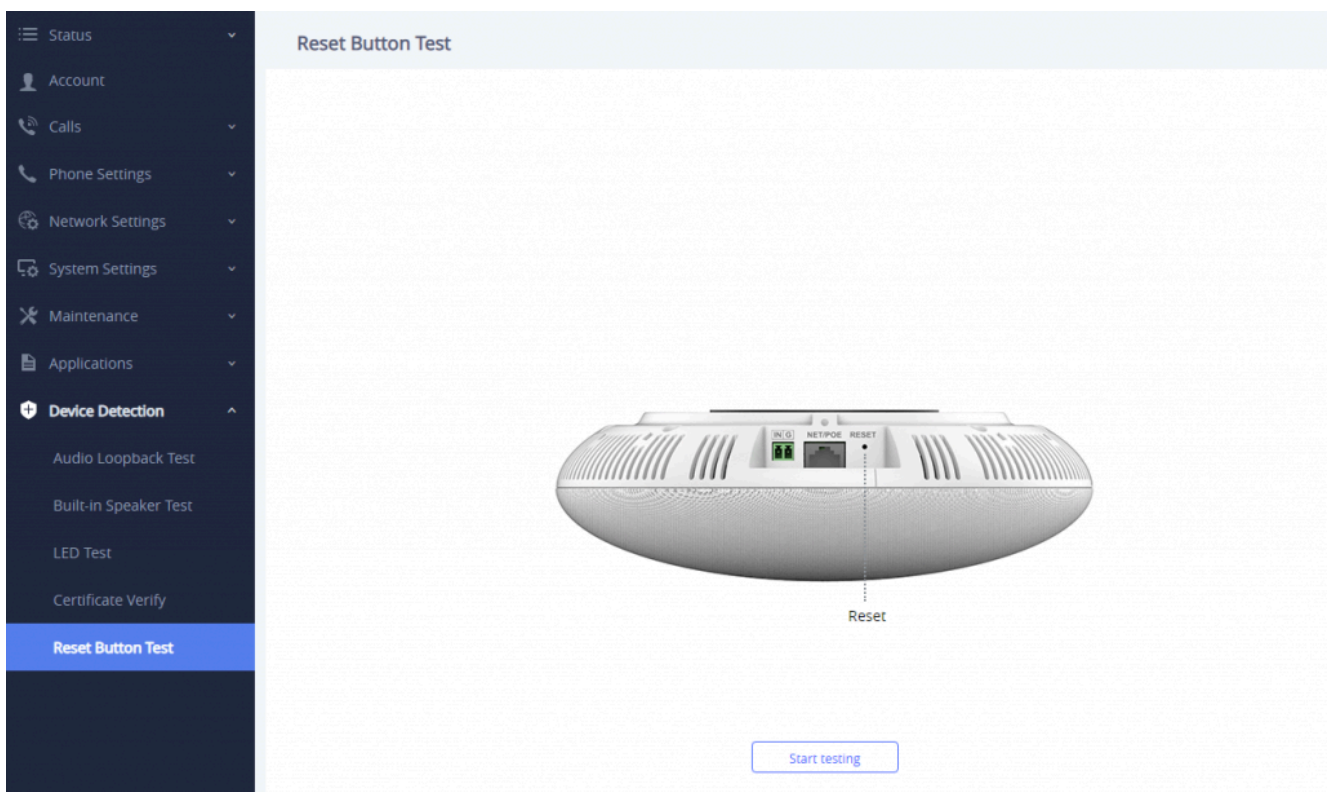 Status
Account
Calls
Phone Settings
Network Settings
System Settings
Maintenance
Applications
Device Detection
Audio Loopback Test
Built-in Speaker Test
LED Test
Certificate Verify
Reset Button Test
Reset Button Test
IN G NET/POE RESET
Reset
Start testing